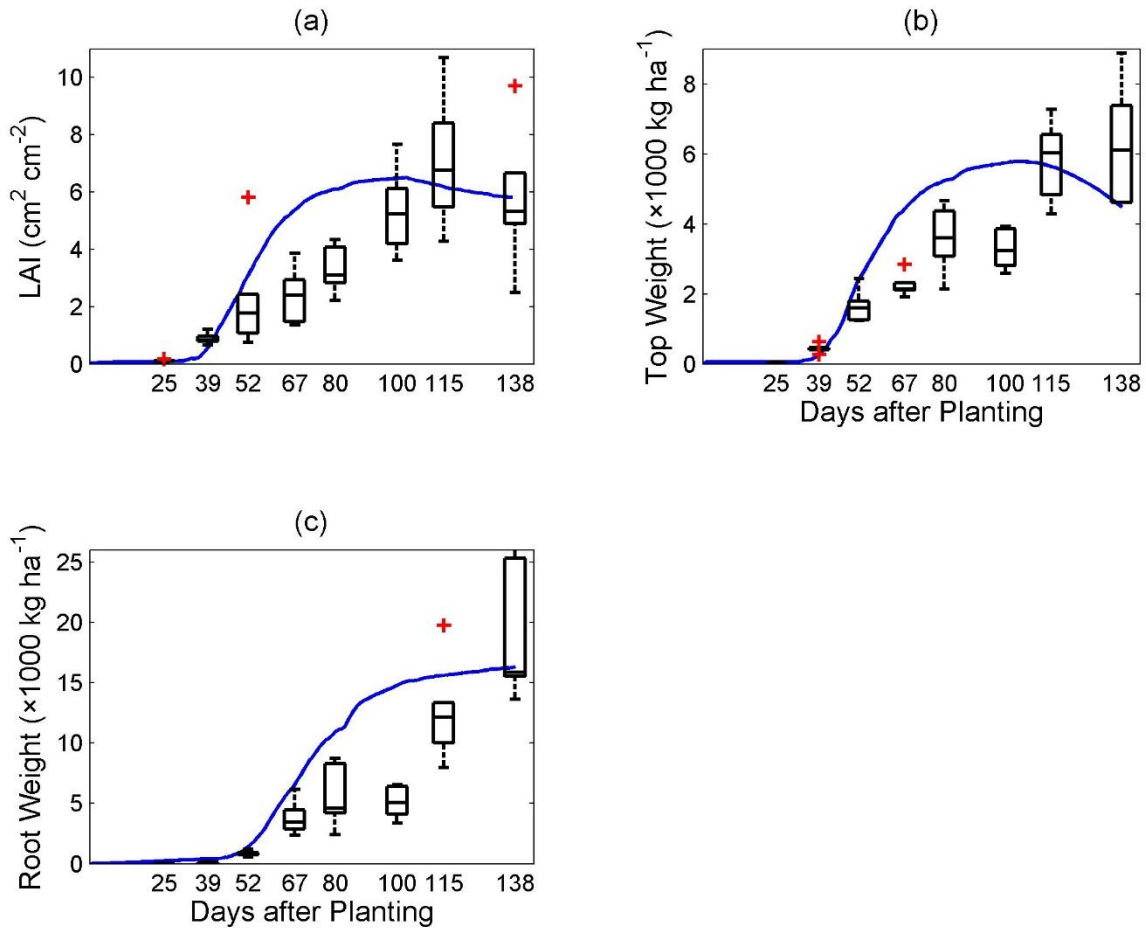 (a)
LAI (cm² cm⁻²)
10
8
6
4
2
0
25 39 52 67 80 100 115 138
(b)
Top Weight (×1000 kg ha⁻¹)
8
6
4
2
0
25 39 52 67 80 100 115 138
Days after Planting
(c)
Root Weight (×1000 kg ha⁻¹)
25
20
15
10
5
0
25 39 52 67 80 100 115 138
Days after Planting